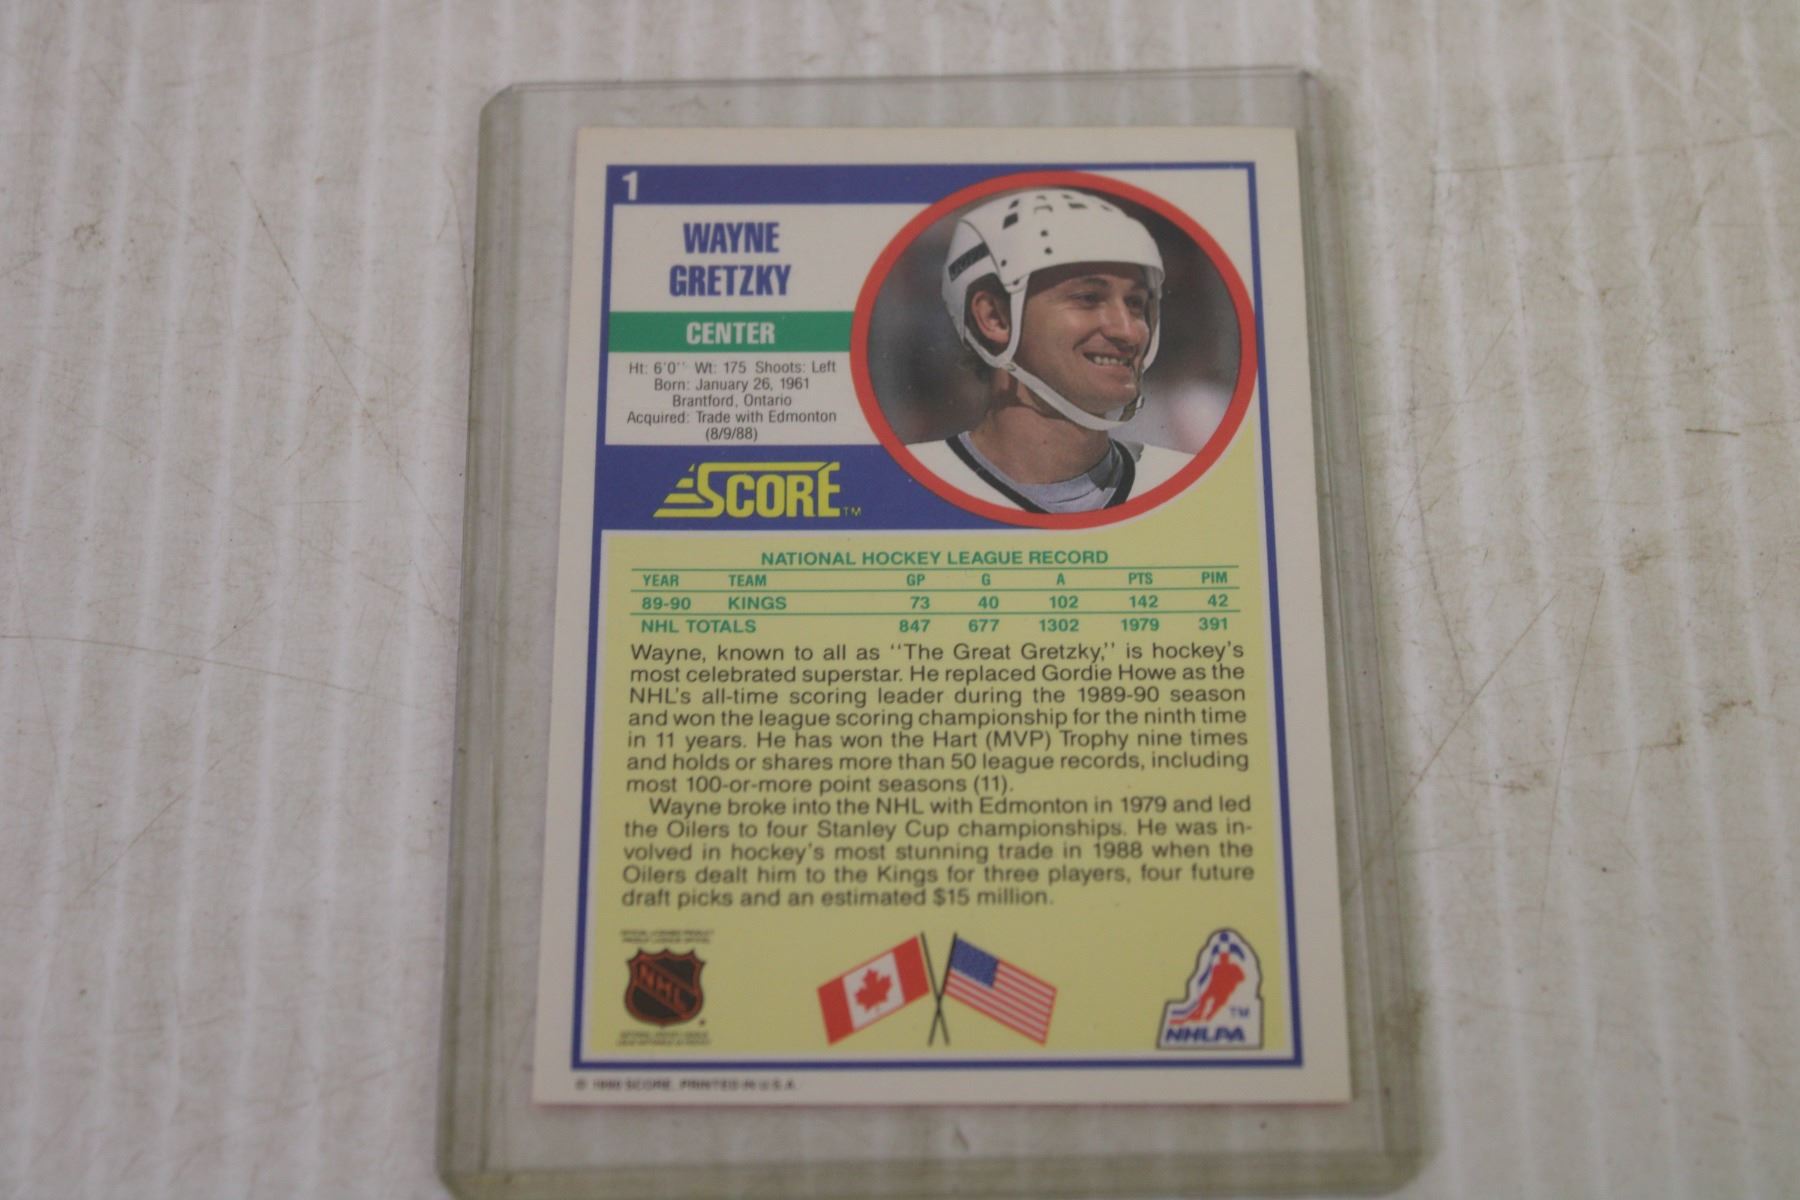 1
WAYNE
GRETZKY
CENTER
Ht: 6'0'' Wt: 175 Shoots: Left
Born: January 26, 1961
Brantford, Ontario
Acquired: Trade with Edmonton
(8/9/88)
SCORE TM
NATIONAL HOCKEY LEAGUE RECORD
YEAR TEAM GP G A PTS PIM
89-90 KINGS 73 40 102 142 42
NHL TOTALS 847 677 1302 1979 391
Wayne, known to all as ''The Great Gretzky,'' is hockey's
most celebrated superstar. He replaced Gordie Howe as the
NHL's all-time scoring leader during the 1989-90 season
and won the league scoring championship for the ninth time
in 11 years. He has won the Hart (MVP) Trophy nine times
and holds or shares more than 50 league records, including
most 100-or-more point seasons (11).
Wayne broke into the NHL with Edmonton in 1979 and led
the Oilers to four Stanley Cup championships. He was in-
volved in hockey's most stunning trade in 1988 when the
Oilers dealt him to the Kings for three players, four future
draft picks and an estimated $15 million.
NHL
TM
NHLPA
© 1990 SCORE, PRINTED IN U.S.A.